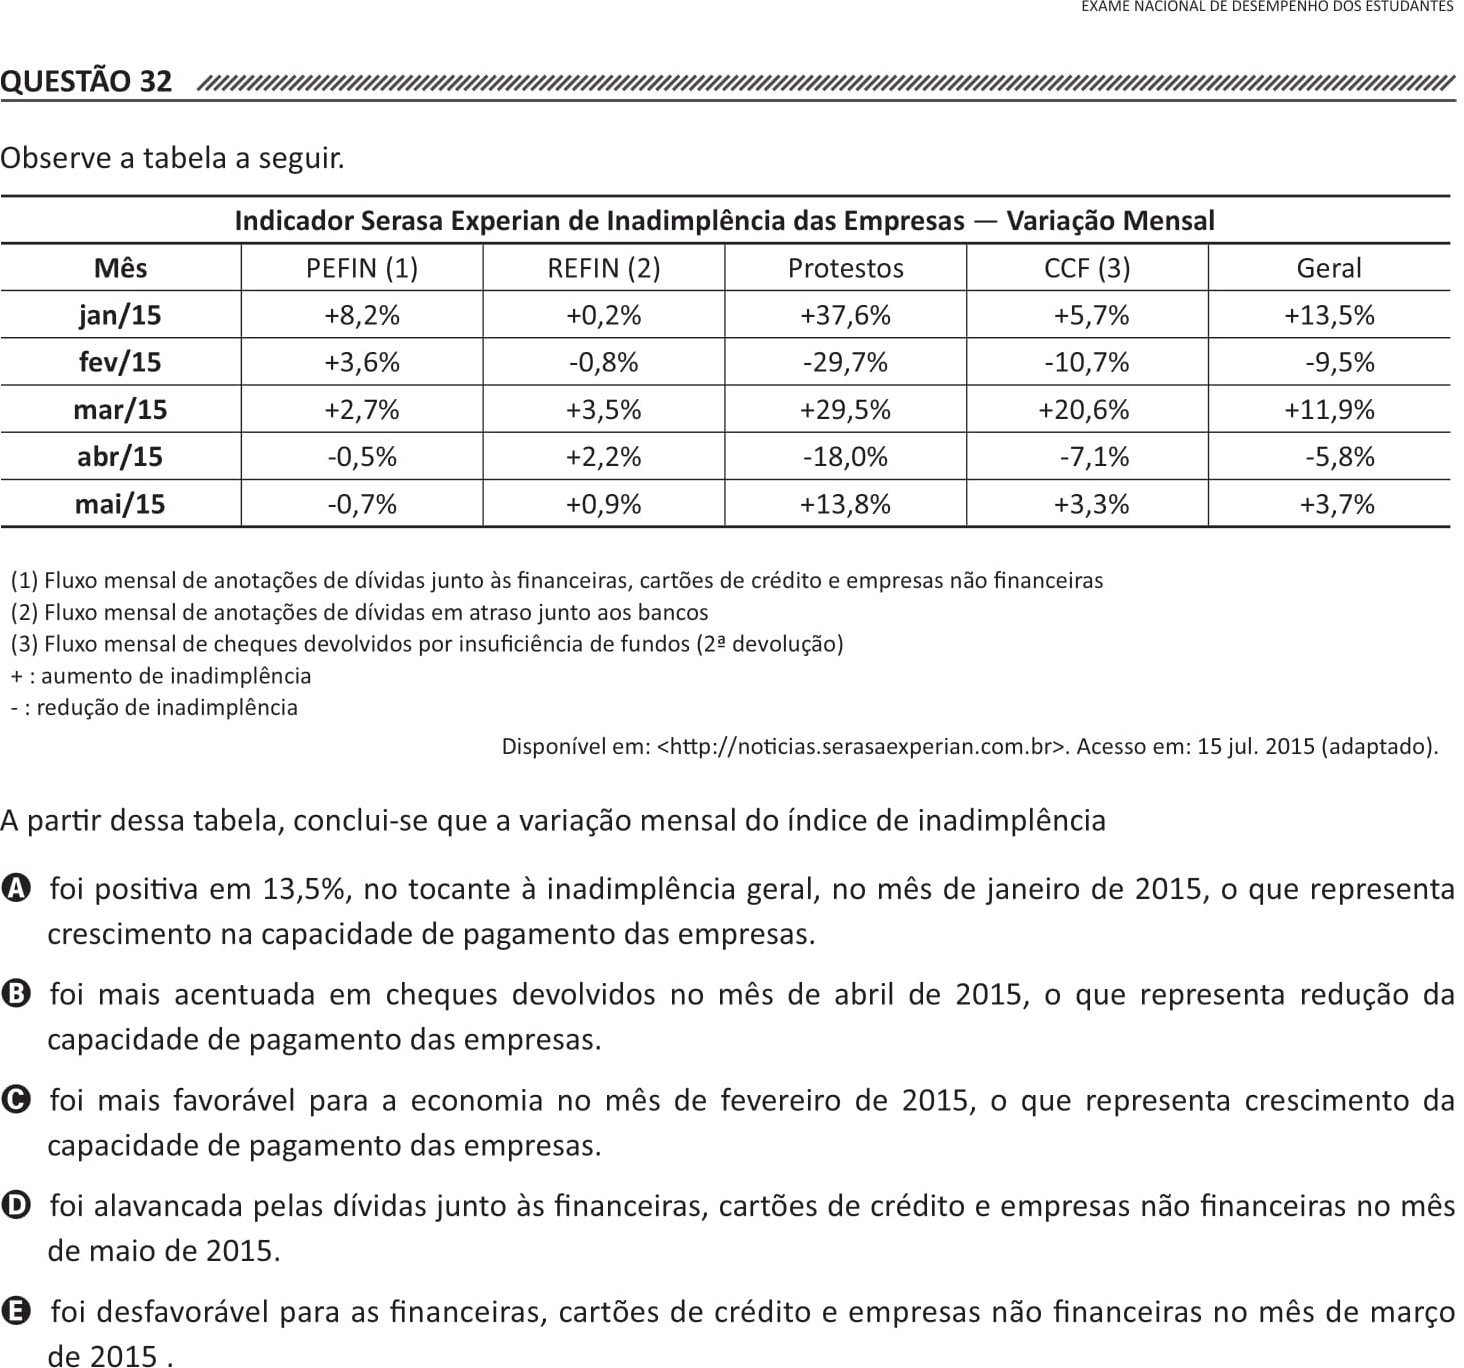 EXAME NACIONAL DE DESEMPENHO DOS ESTUDANTES
QUESTÃO 32
Observe a tabela a seguir.
Indicador Serasa Experian de Inadimplência das Empresas — Variação Mensal
Mês PEFIN (1) REFIN (2) Protestos CCF (3) Geral
jan/15 +8,2% +0,2% +37,6% +5,7% +13,5%
fev/15 +3,6% -0,8% -29,7% -10,7% -9,5%
mar/15 +2,7% +3,5% +29,5% +20,6% +11,9%
abr/15 -0,5% +2,2% -18,0% -7,1% -5,8%
mai/15 -0,7% +0,9% +13,8% +3,3% +3,7%
(1) Fluxo mensal de anotações de dívidas junto às financeiras, cartões de crédito e empresas não financeiras
(2) Fluxo mensal de anotações de dívidas em atraso junto aos bancos
(3) Fluxo mensal de cheques devolvidos por insuficiência de fundos (2ª devolução)
+ : aumento de inadimplência
- : redução de inadimplência
Disponível em: <http://noticias.serasaexperian.com.br>. Acesso em: 15 jul. 2015 (adaptado).
A partir dessa tabela, conclui-se que a variação mensal do índice de inadimplência
A foi positiva em 13,5%, no tocante à inadimplência geral, no mês de janeiro de 2015, o que representa
crescimento na capacidade de pagamento das empresas.
B foi mais acentuada em cheques devolvidos no mês de abril de 2015, o que representa redução da
capacidade de pagamento das empresas.
C foi mais favorável para a economia no mês de fevereiro de 2015, o que representa crescimento da
capacidade de pagamento das empresas.
D foi alavancada pelas dívidas junto às financeiras, cartões de crédito e empresas não financeiras no mês
de maio de 2015.
E foi desfavorável para as financeiras, cartões de crédito e empresas não financeiras no mês de março
de 2015 .